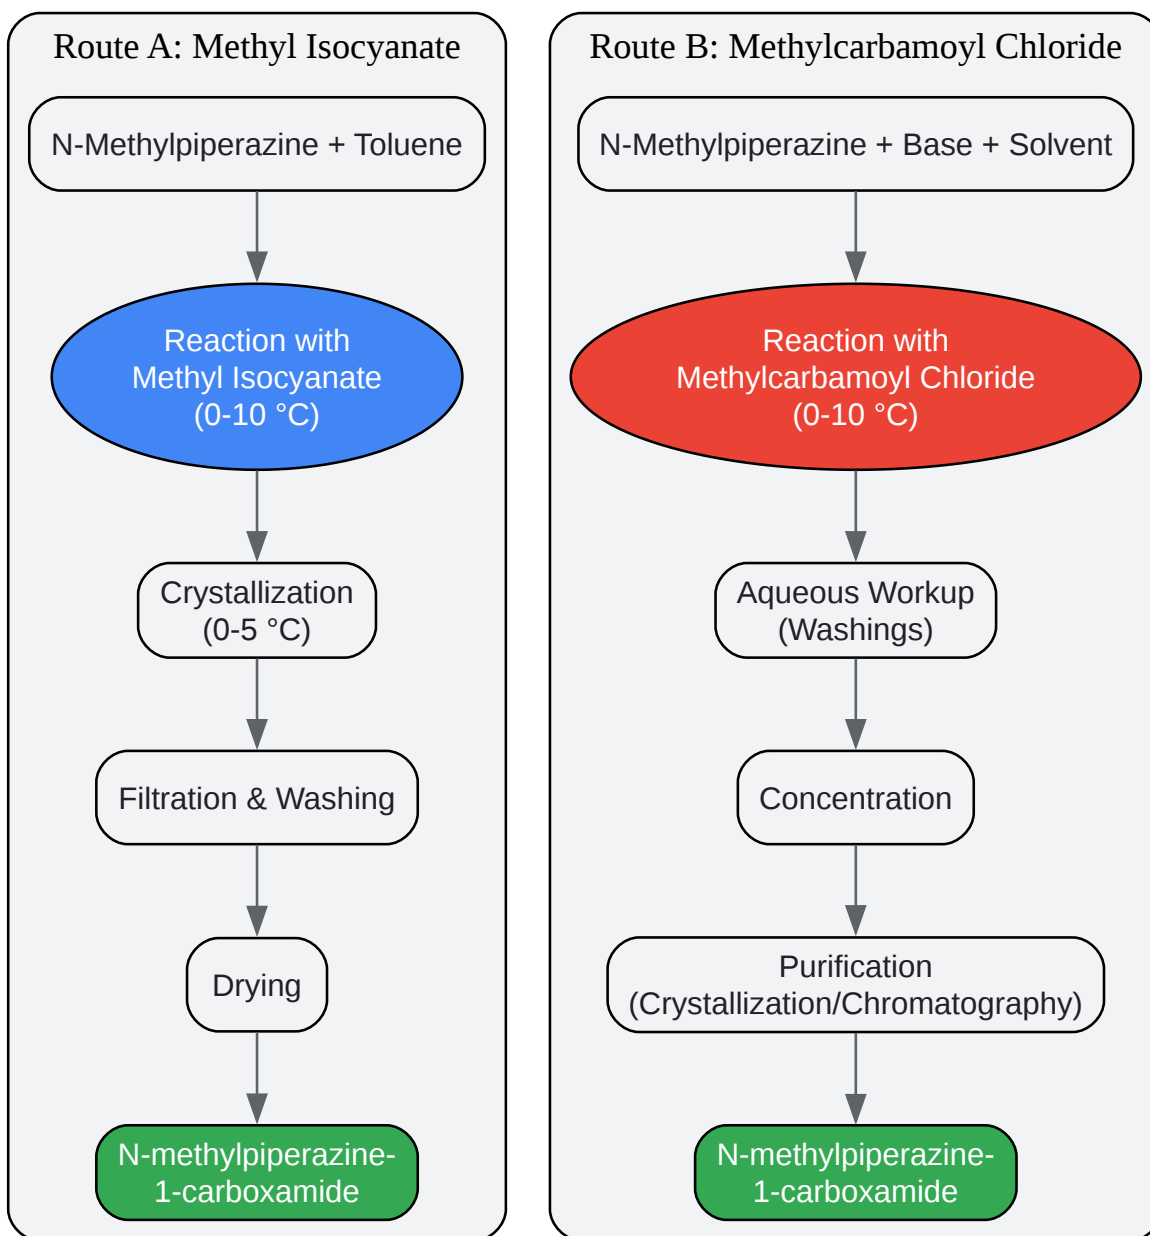 Route A: Methyl Isocyanate
N-Methylpiperazine + Toluene
Reaction with
Methyl Isocyanate
(0-10 °C)
Crystallization
(0-5 °C)
Filtration & Washing
Drying
N-methylpiperazine-
1-carboxamide
Route B: Methylcarbamoyl Chloride
N-Methylpiperazine + Base + Solvent
Reaction with
Methylcarbamoyl Chloride
(0-10 °C)
Aqueous Workup
(Washings)
Concentration
Purification
(Crystallization/Chromatography)
N-methylpiperazine-
1-carboxamide